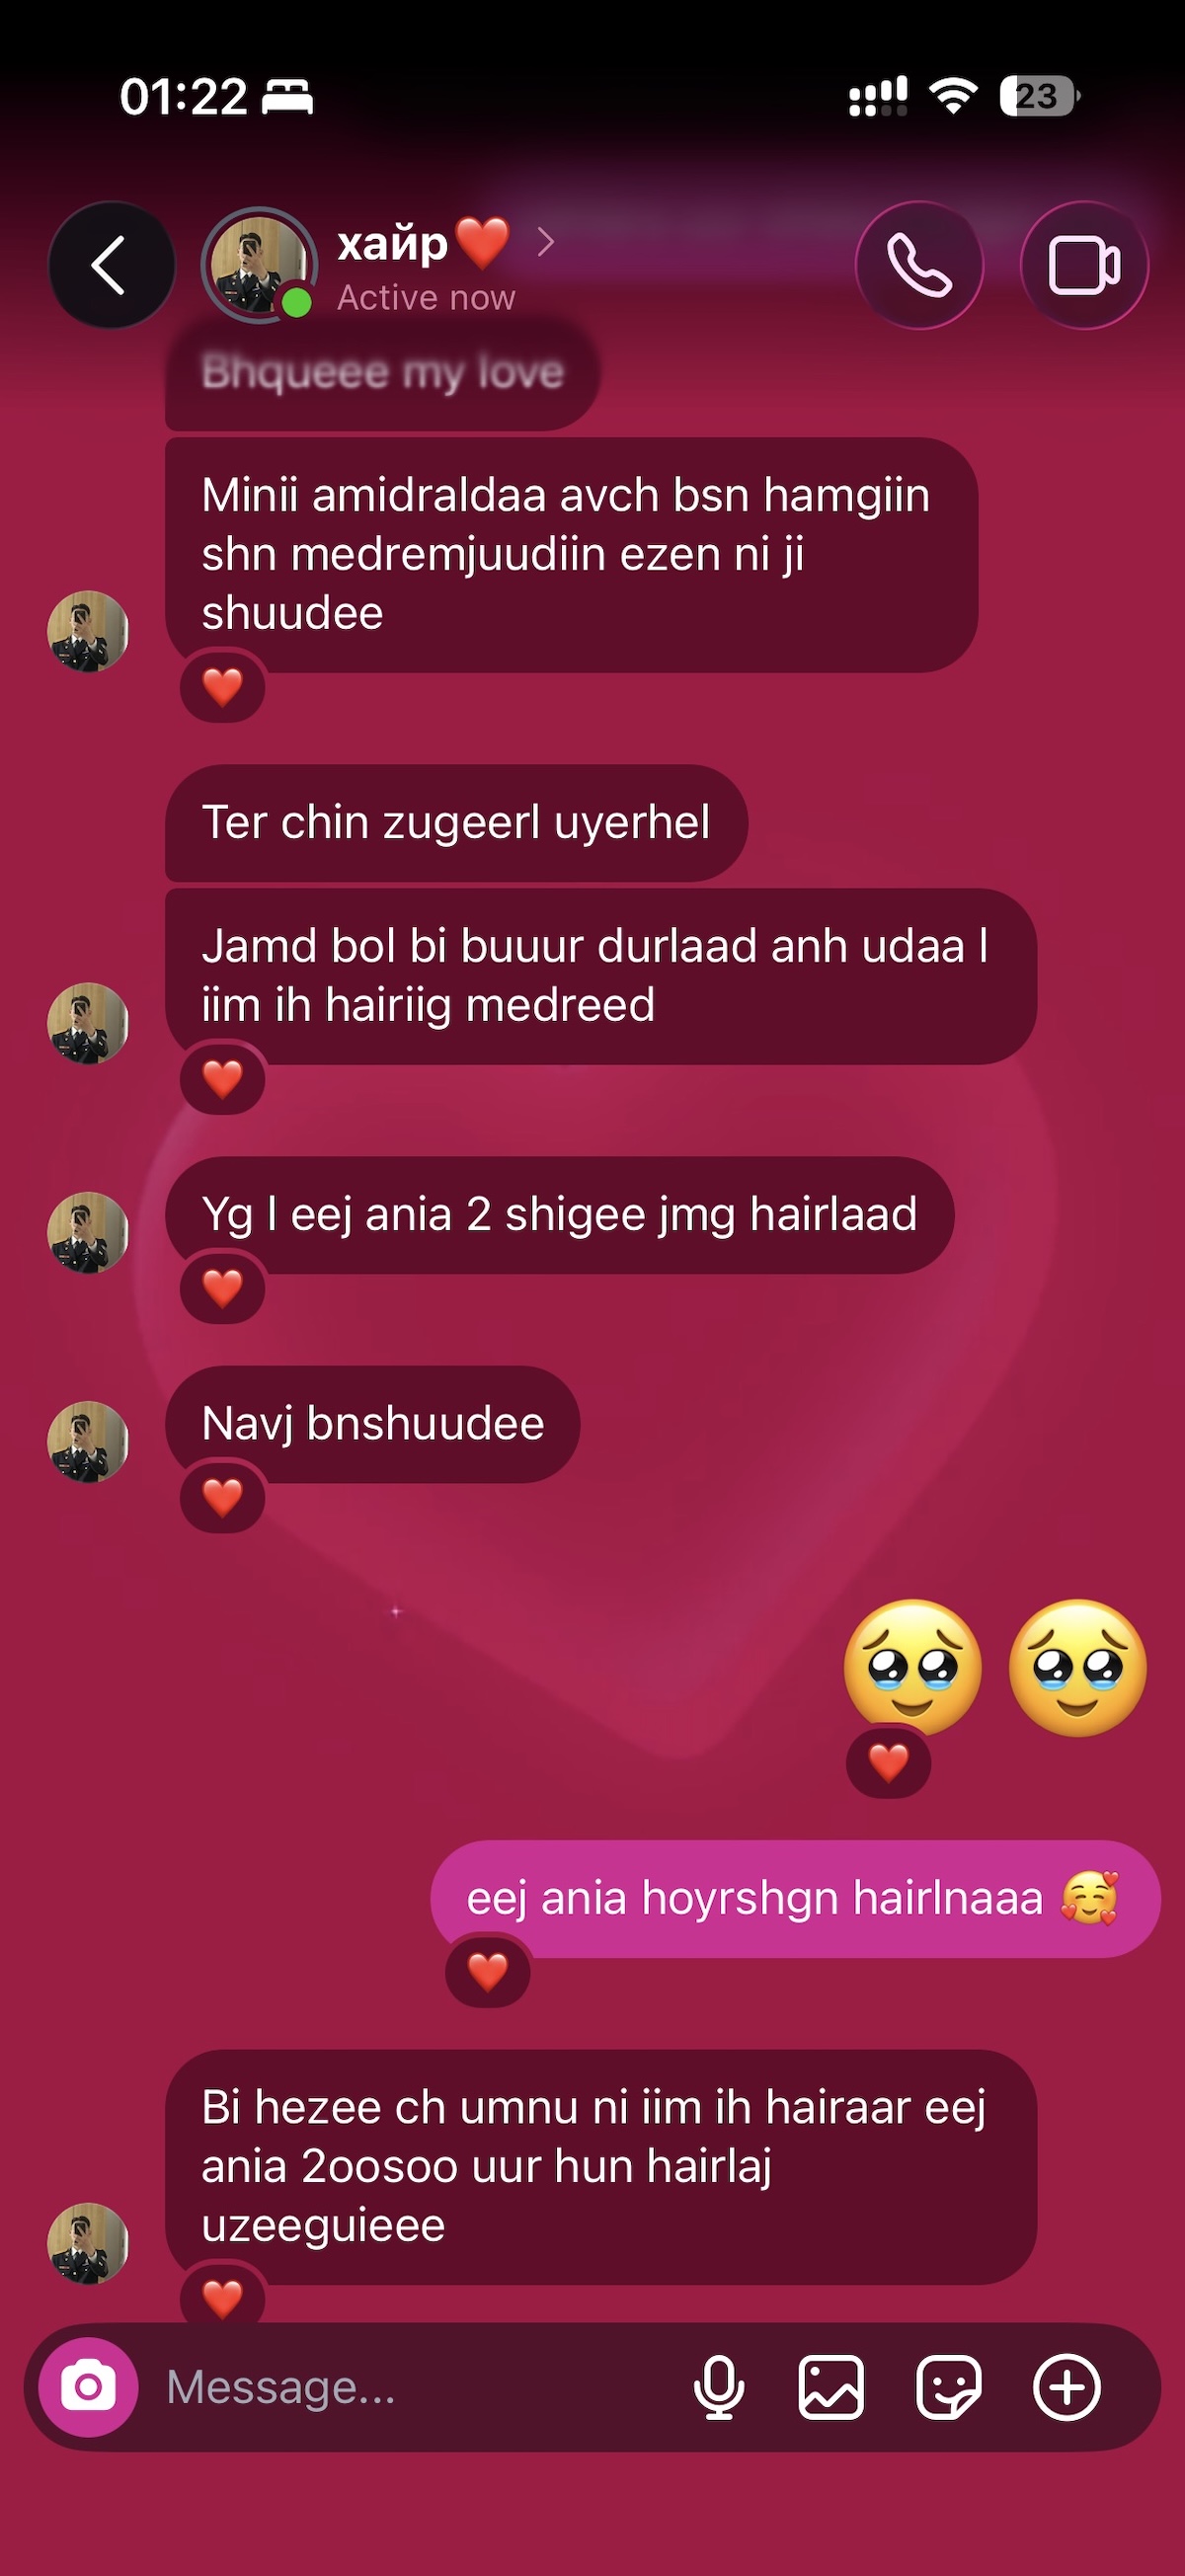 01:22
23
хайр❤️
Active now
Bhqueee my love
Minii amidraldaa avch bsn hamgiin
shn medremjuudiin ezen ni ji
shuudee
Ter chin zugeerl uyerhel
Jamd bol bi buuur durlaad anh udaa l
iim ih hairiig medreed
Yg l eej ania 2 shigee jmg hairlaad
Navj bnshuudee
🥹🥹
eej ania hoyrshgn hairlnaaa 🥰
Bi hezee ch umnu ni iim ih hairaar eej
ania 2oosoo uur hun hairlaj
uzeeguieee
Message...